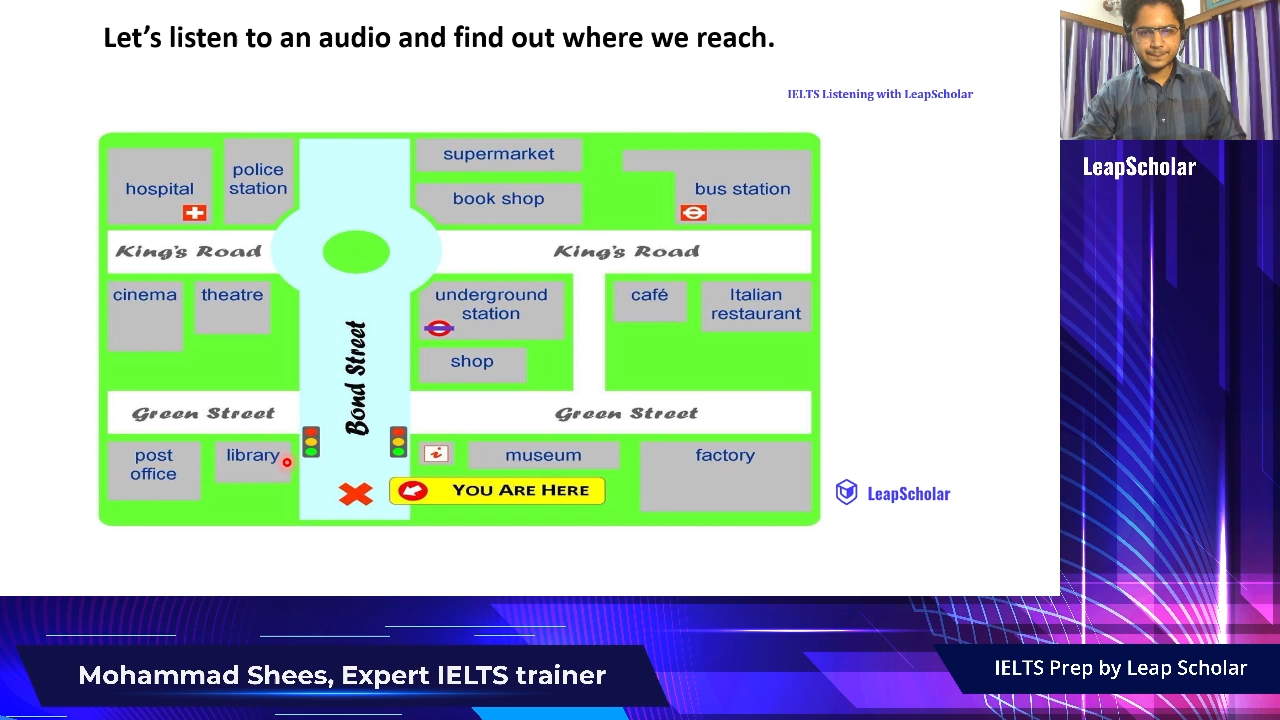 Let's listen to an audio and find out where we reach.
IELTS Listening with LeapScholar
LeapScholar
hospital
police
station
supermarket
book shop
bus station
King's Road
King's Road
cinema
theatre
underground
station
café
Italian
restaurant
shop
Bond Street
Green Street
Green Street
post
office
library
i
museum
factory
YOU ARE HERE
LeapScholar
Mohammad Shees, Expert IELTS trainer
IELTS Prep by Leap Scholar